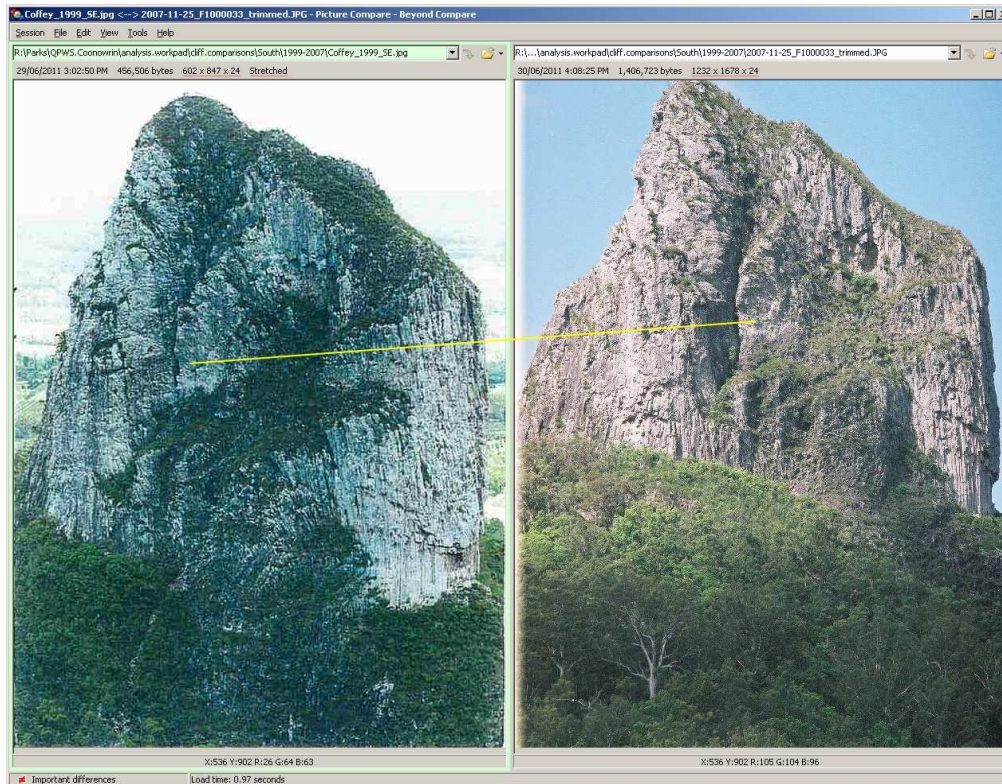 Coffey_1999_SE.jpg <--> 2007-11-25_F1000033_trimmed.JPG - Picture Compare - Beyond Compare
Session File Edit View Tools Help
R:\Parks\QPWS.Coonowrin\analysis.workpad\cliff.comparisons\South\1999-2007\Coffey_1999_SE.jpg
R:\...\analysis.workpad\cliff.comparisons\South\1999-2007\2007-11-25_F1000033_trimmed.JPG
29/06/2011 3:02:50 PM 456,506 bytes 602 x 847 x 24 Stretched
30/06/2011 4:08:25 PM 1,406,723 bytes 1232 x 1678 x 24
X:536 Y:902 R:26 G:64 B:63
X:536 Y:902 R:105 G:104 B:96
Important differences
Load time: 0.97 seconds